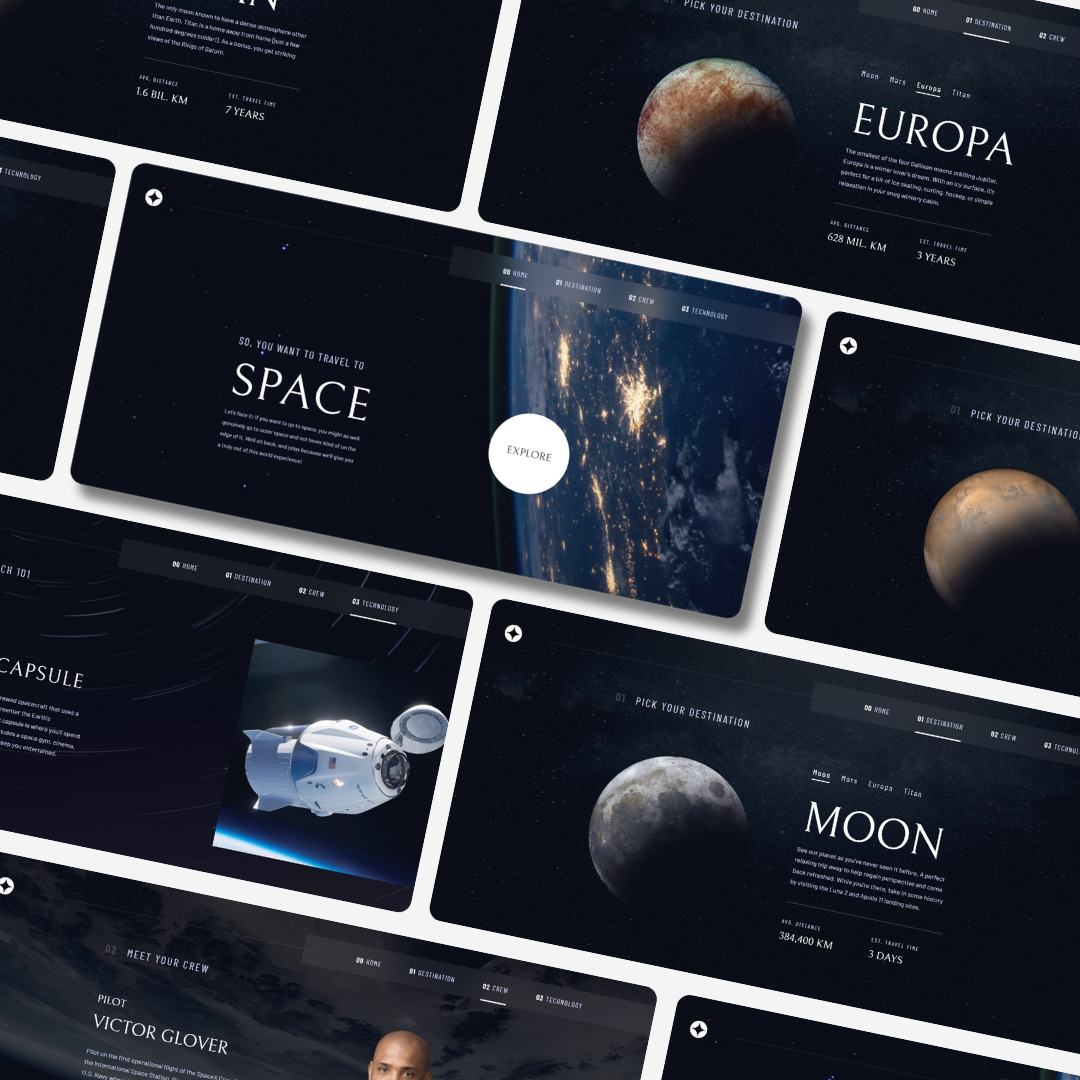 The only moon known to have a dense atmosphere other
than Earth, Titan is a home away from home (just a few
hundred degrees colder!). As a bonus, you get striking
views of the Rings of Saturn.
AVG. DISTANCE
1.6 BIL. KM
EST. TRAVEL TIME
7 YEARS
PICK YOUR DESTINATION
00 HOME
01 DESTINATION
02 CREW
Moon
Mars
Europa
Titan
EUROPA
The smallest of the four Galilean moons orbiting Jupiter,
Europa is a winter lover's dream. With an icy surface, it's
perfect for a bit of ice skating, curling, hockey, or simple
relaxation in your snug wintery cabin.
AVG. DISTANCE
628 MIL. KM
EST. TRAVEL TIME
3 YEARS
TECHNOLOGY
00 HOME
01 DESTINATION
02 CREW
03 TECHNOLOGY
SO, YOU WANT TO TRAVEL TO
SPACE
Let's face it; if you want to go to space, you might as well
genuinely go to outer space and not hover kind of on the
edge of it. Well sit back, and relax because we'll give you
a truly out of this world experience!
EXPLORE
01 PICK YOUR DESTINATIO
CH 101
00 HOME
01 DESTINATION
02 CREW
03 TECHNOLOGY
CAPSULE
rewed spacecraft that uses a
reenter the Earth's
capsule is where you'll spend
udes a space gym, cinema,
eep you entertained.
01 PICK YOUR DESTINATION
00 HOME
01 DESTINATION
02 CREW
03 TECHNOL
Moon
Mars
Europa
Titan
MOON
See our planet as you've never seen it before. A perfect
relaxing trip away to help regain perspective and come
back refreshed. While you're there, take in some history
by visiting the Luna 2 and Apollo 11 landing sites.
AVG. DISTANCE
384,400 KM
EST. TRAVEL TIME
3 DAYS
02 MEET YOUR CREW
00 HOME
01 DESTINATION
02 CREW
03 TECHNOLOGY
PILOT
VICTOR GLOVER
Pilot on the first operational flight of the SpaceX Crew
the International Space Station.
U.S. Navy